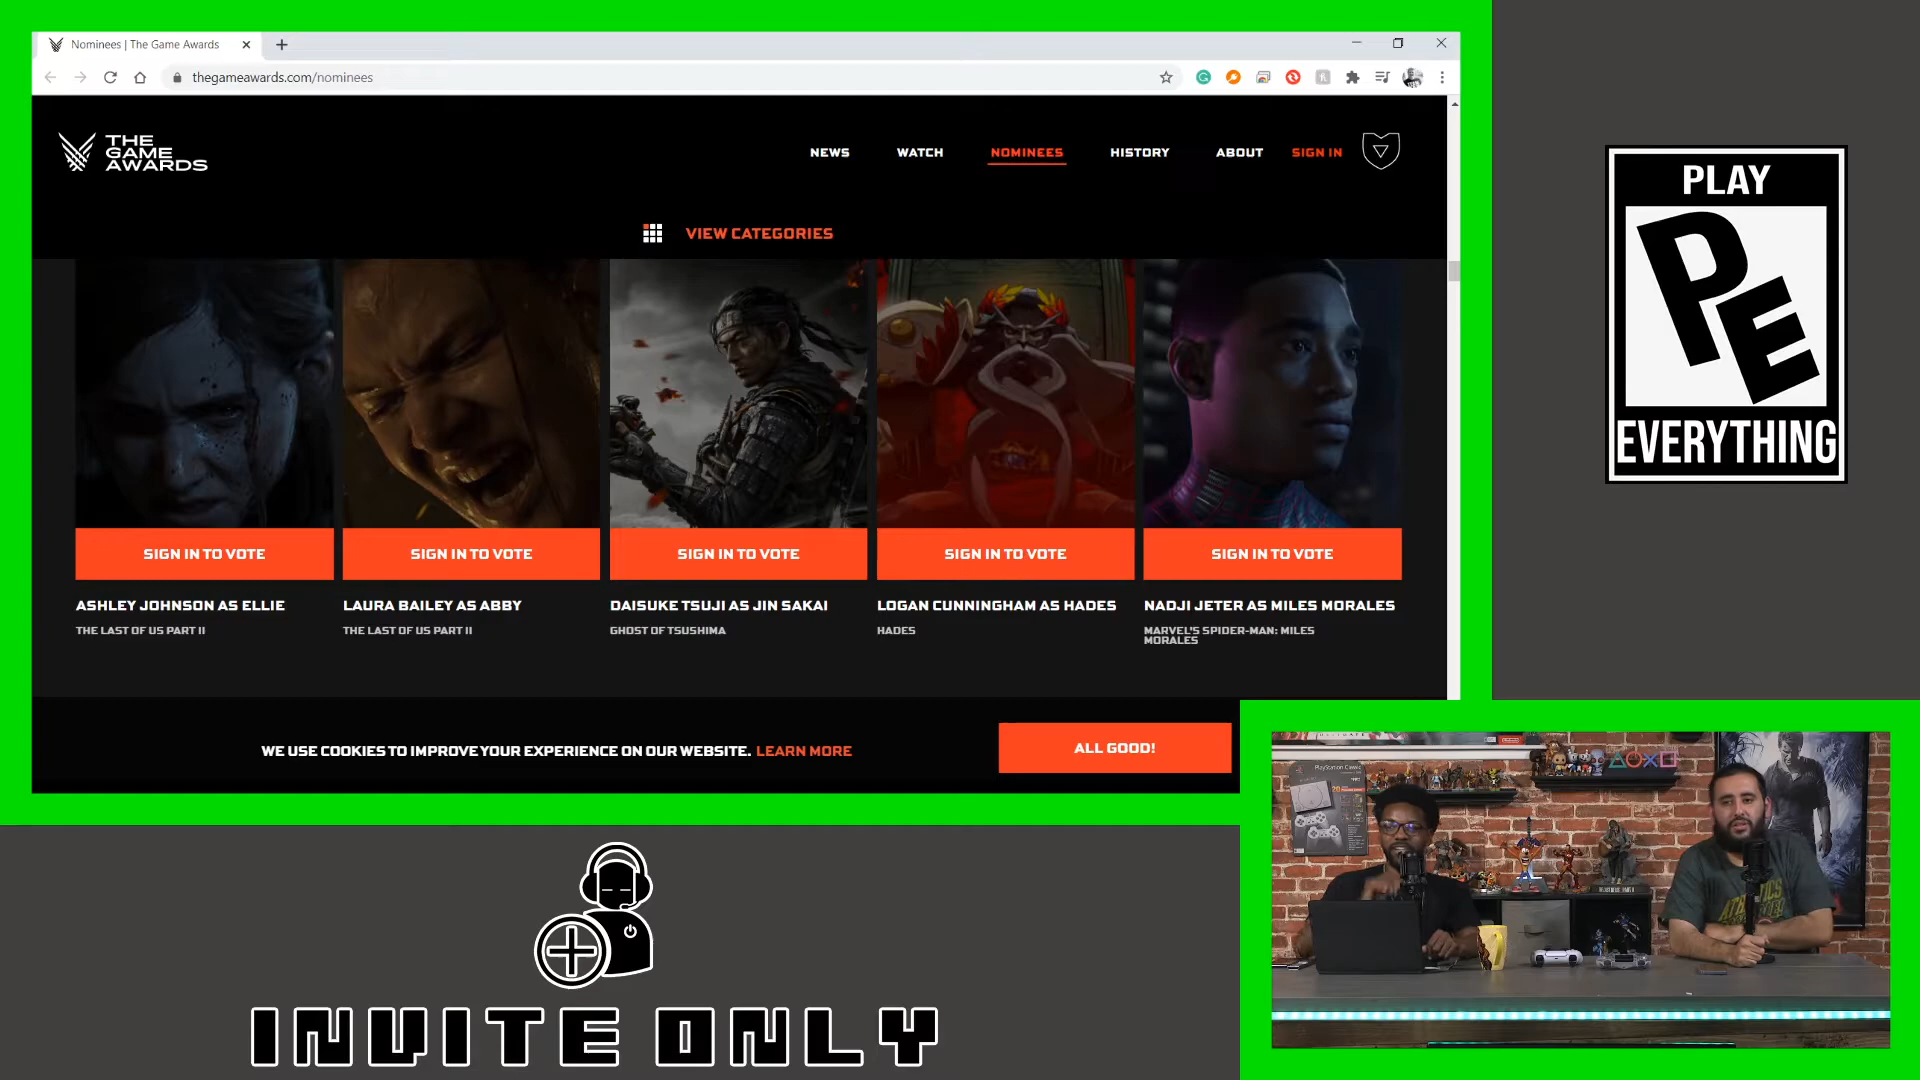 Nominees | The Game Awards
thegameawards.com/nominees
THE
GAME
AWARDS
NEWS
WATCH
NOMINEES
HISTORY
ABOUT
SIGN IN
VIEW CATEGORIES
SIGN IN TO VOTE
SIGN IN TO VOTE
SIGN IN TO VOTE
SIGN IN TO VOTE
SIGN IN TO VOTE
ASHLEY JOHNSON AS ELLIE
THE LAST OF US PART II
LAURA BAILEY AS ABBY
THE LAST OF US PART II
DAISUKE TSUJI AS JIN SAKAI
GHOST OF TSUSHIMA
LOGAN CUNNINGHAM AS HADES
HADES
NADJI JETER AS MILES MORALES
MARVEL'S SPIDER-MAN: MILES
MORALES
WE USE COOKIES TO IMPROVE YOUR EXPERIENCE ON OUR WEBSITE. LEARN MORE
ALL GOOD!
PLAY
PE
EVERYTHING
PlayStation Classic
INVITE ONLY